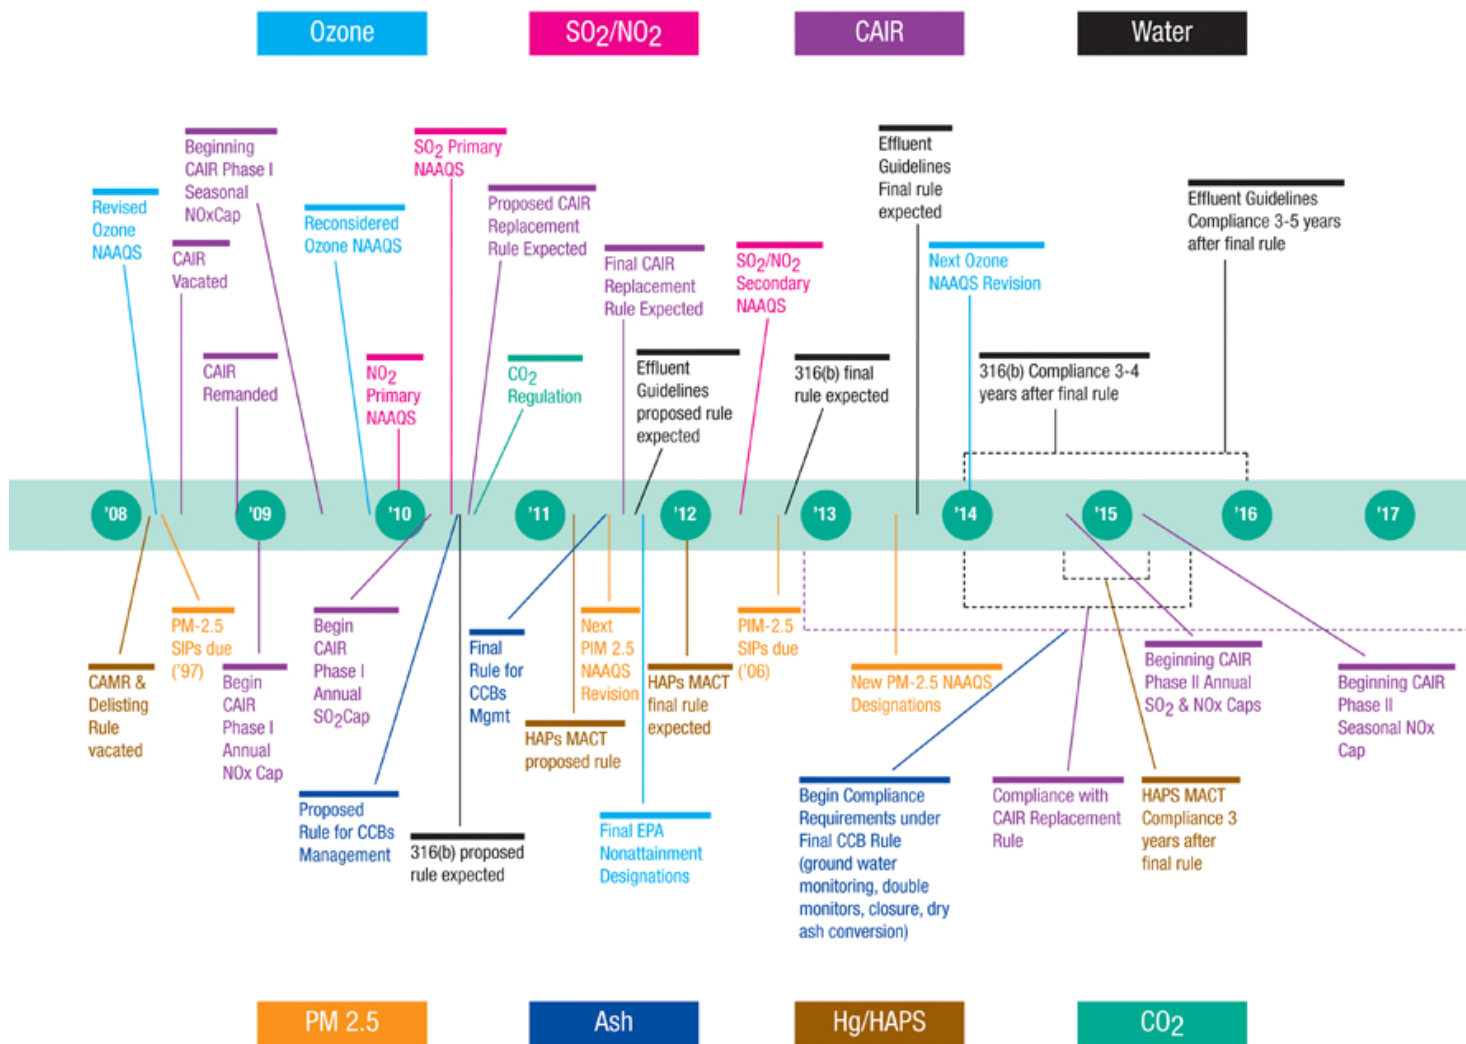 Ozone
SO2/NO2
CAIR
Water
Beginning
CAIR Phase I
Seasonal
NOxCap
SO2 Primary
NAAQS
Effluent
Guidelines
Final rule
expected
Revised
Ozone
NAAQS
CAIR
Vacated
Reconsidered
Ozone NAAQS
Proposed CAIR
Replacement
Rule Expected
Final CAIR
Replacement
Rule Expected
SO2/NO2
Secondary
NAAQS
Next Ozone
NAAQS Revision
Effluent Guidelines
Compliance 3-5 years
after final rule
CAIR
Remanded
NO2
Primary
NAAQS
CO2
Regulation
Effluent
Guidelines
proposed rule
expected
316(b) final
rule expected
316(b) Compliance 3-4
years after final rule
'08
'09
'10
'11
'12
'13
'14
'15
'16
'17
CAMR &
Delisting
Rule
vacated
PM-2.5
SIPs due
('97)
Begin
CAIR
Phase I
Annual
NOx Cap
Begin
CAIR
Phase I
Annual
SO2Cap
Proposed
Rule for CCBs
Management
316(b) proposed
rule expected
Final
Rule for
CCBs
Mgmt
HAPs MACT
proposed rule
Next
PIM 2.5
NAAQS
Revision
Final EPA
Nonattainment
Designations
HAPs MACT
final rule
expected
PIM-2.5
SIPs due
('06)
New PM-2.5 NAAQS
Designations
Begin Compliance
Requirements under
Final CCB Rule
(ground water
monitoring, double
monitors, closure, dry
ash conversion)
Compliance with
CAIR Replacement
Rule
Beginning CAIR
Phase II Annual
SO2 & NOx Caps
HAPS MACT
Compliance 3
years after
final rule
Beginning CAIR
Phase II
Seasonal NOx
Cap
PM 2.5
Ash
Hg/HAPS
CO2